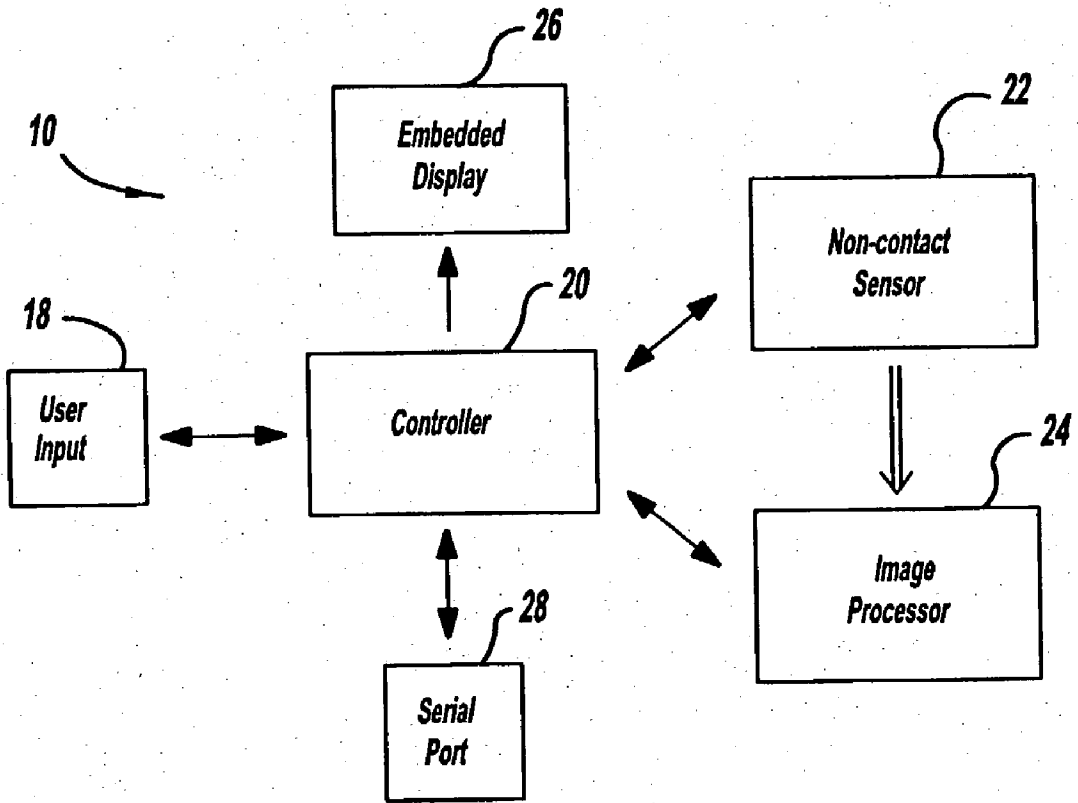 26
Embedded
Display
10
22
Non-contact
Sensor
20
Controller
18
User
Input
24
Image
Processor
28
Serial
Port